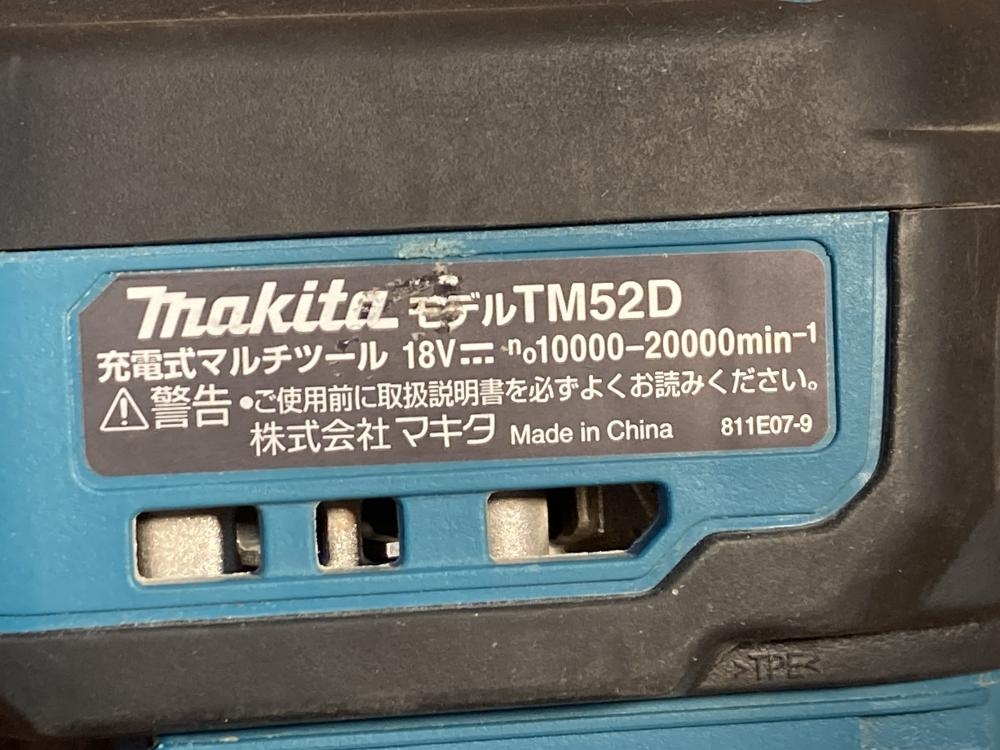 makita モデルTM52D
充電式マルチツール 18V⎓ n₀10000−20000min⁻¹
⚠警告 ●ご使用前に取扱説明書を必ずよくお読みください。
株式会社マキタ Made in China 811E07-9
>TPE<